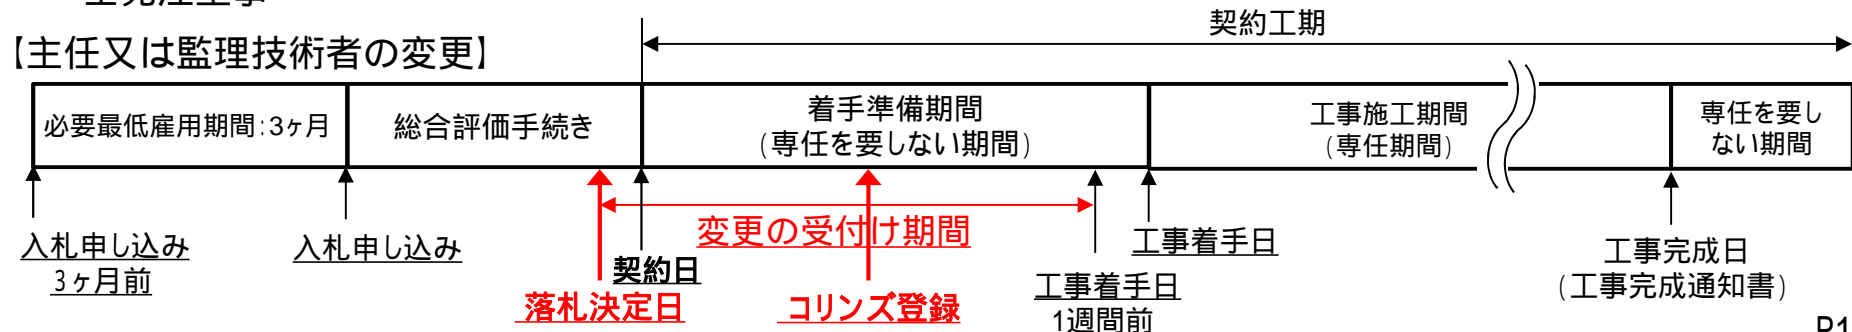 契約工期
【主任又は監理技術者の変更】
必要最低雇用期間:3ヶ月
総合評価手続き
着手準備期間
(専任を要しない期間)
工事施工期間
(専任期間)
専任を要し
ない期間
入札申し込み
3ヶ月前
入札申し込み
変更の受付け期間
契約日
落札決定日
コリンズ登録
工事着手日
1週間前
工事着手日
工事完成日
(工事完成通知書)